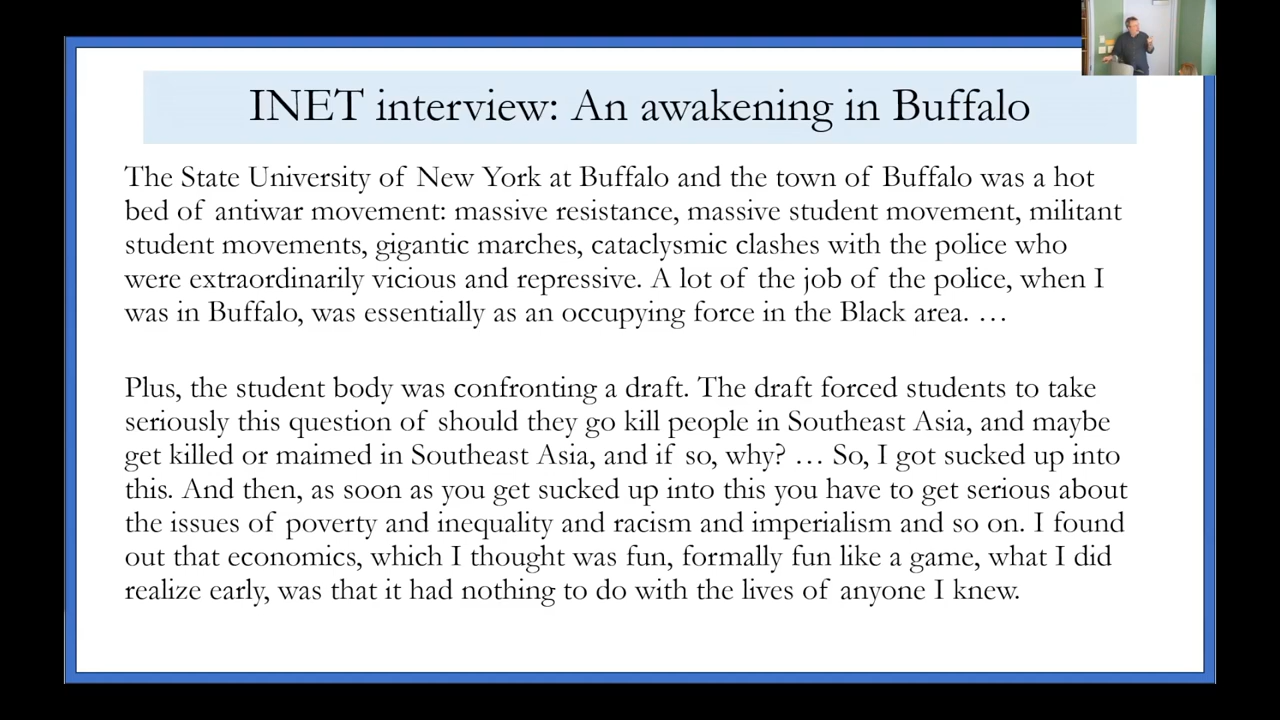 INET interview: An awakening in Buffalo
The State University of New York at Buffalo and the town of Buffalo was a hot
bed of antiwar movement: massive resistance, massive student movement, militant
student movements, gigantic marches, cataclysmic clashes with the police who
were extraordinarily vicious and repressive. A lot of the job of the police, when I
was in Buffalo, was essentially as an occupying force in the Black area. …
Plus, the student body was confronting a draft. The draft forced students to take
seriously this question of should they go kill people in Southeast Asia, and maybe
get killed or maimed in Southeast Asia, and if so, why? … So, I got sucked up into
this. And then, as soon as you get sucked up into this you have to get serious about
the issues of poverty and inequality and racism and imperialism and so on. I found
out that economics, which I thought was fun, formally fun like a game, what I did
realize early, was that it had nothing to do with the lives of anyone I knew.